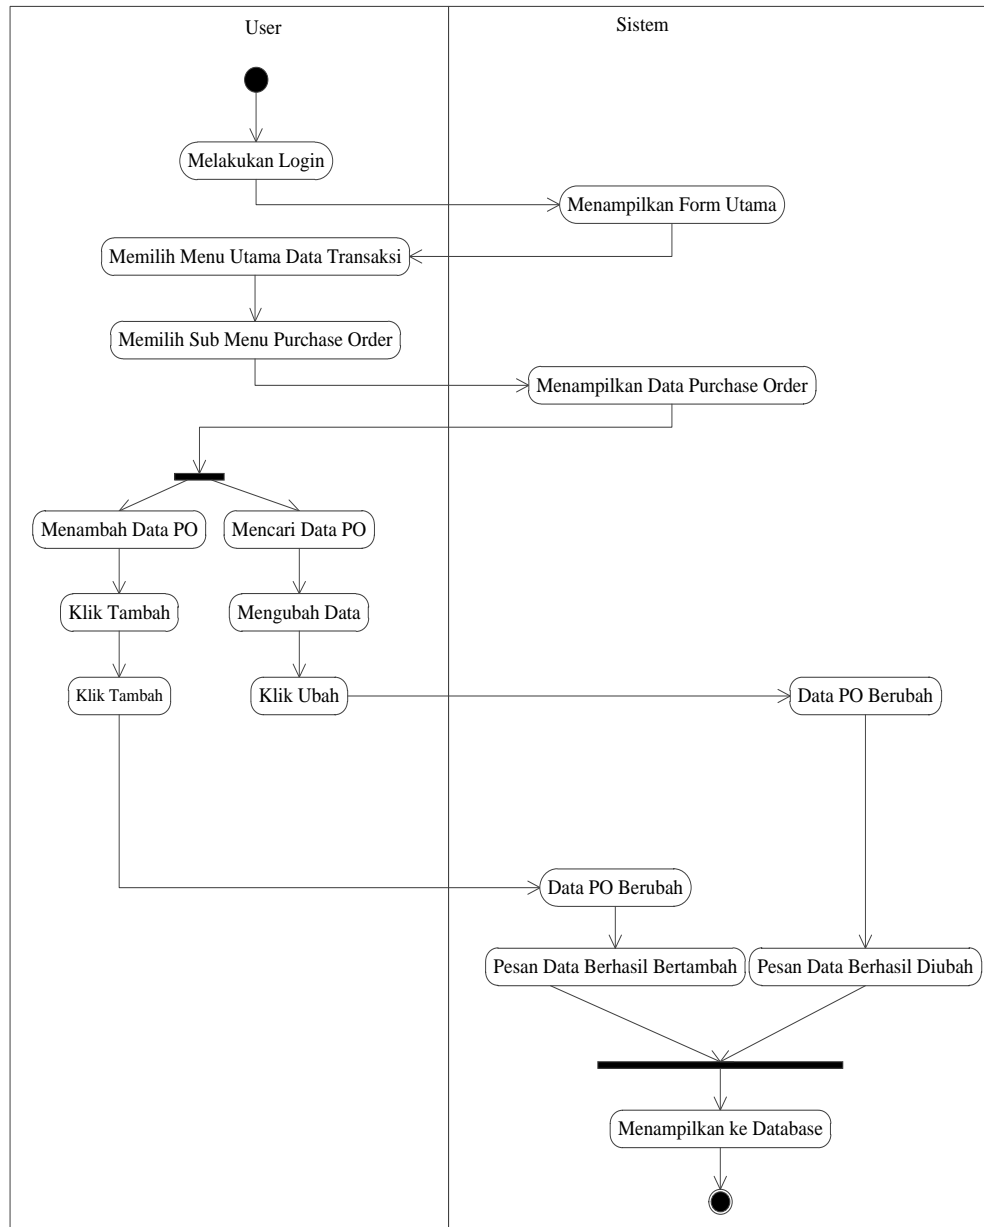 User
Sistem
Melakukan Login
Menampilkan Form Utama
Memilih Menu Utama Data Transaksi
Memilih Sub Menu Purchase Order
Menampilkan Data Purchase Order
Menambah Data PO
Mencari Data PO
Klik Tambah
Mengubah Data
Klik Tambah
Klik Ubah
Data PO Berubah
Data PO Berubah
Pesan Data Berhasil Bertambah
Pesan Data Berhasil Diubah
Menampilkan ke Database